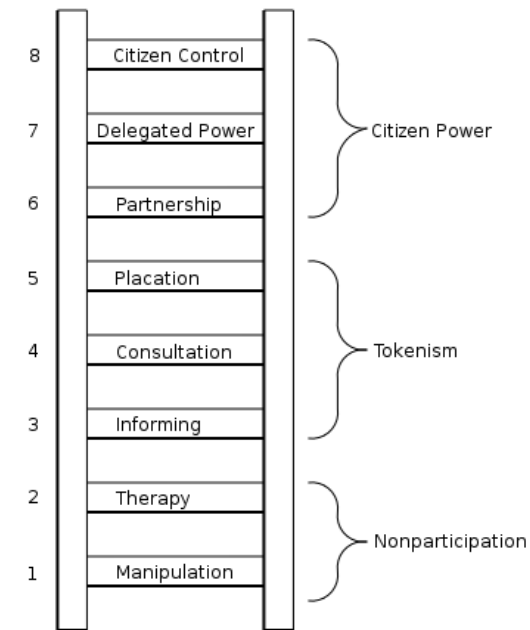 8 Citizen Control
7 Delegated Power
Citizen Power
6 Partnership
5 Placation
4 Consultation
Tokenism
3 Informing
2 Therapy
Nonparticipation
1 Manipulation